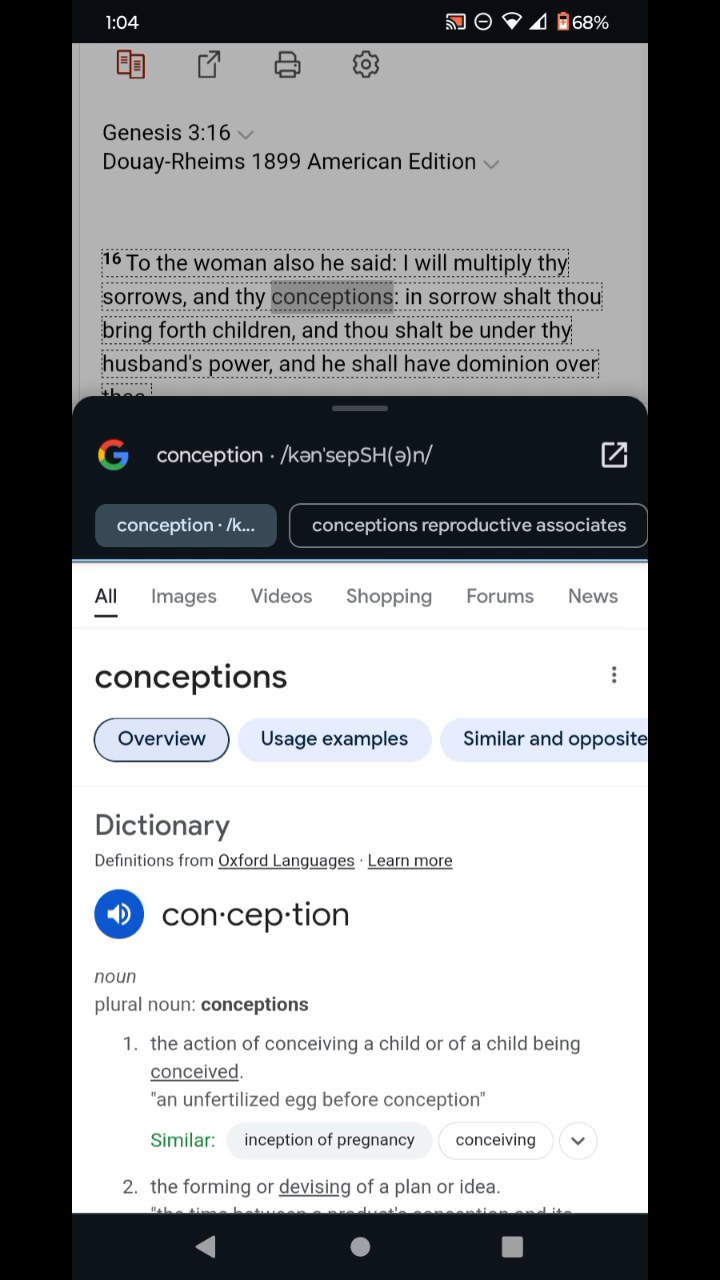 1:04
68%
Genesis 3:16
Douay-Rheims 1899 American Edition
16 To the woman also he said: I will multiply thy
sorrows, and thy conceptions: in sorrow shalt thou
bring forth children, and thou shalt be under thy
husband's power, and he shall have dominion over
conception · /kən'sepSH(ə)n/
conception · /k...
conceptions reproductive associates
All Images Videos Shopping Forums News
conceptions
Overview Usage examples Similar and opposite
Dictionary
Definitions from Oxford Languages · Learn more
con·cep·tion
noun
plural noun: conceptions
1. the action of conceiving a child or of a child being
conceived.
"an unfertilized egg before conception"
Similar: inception of pregnancy conceiving
2. the forming or devising of a plan or idea.